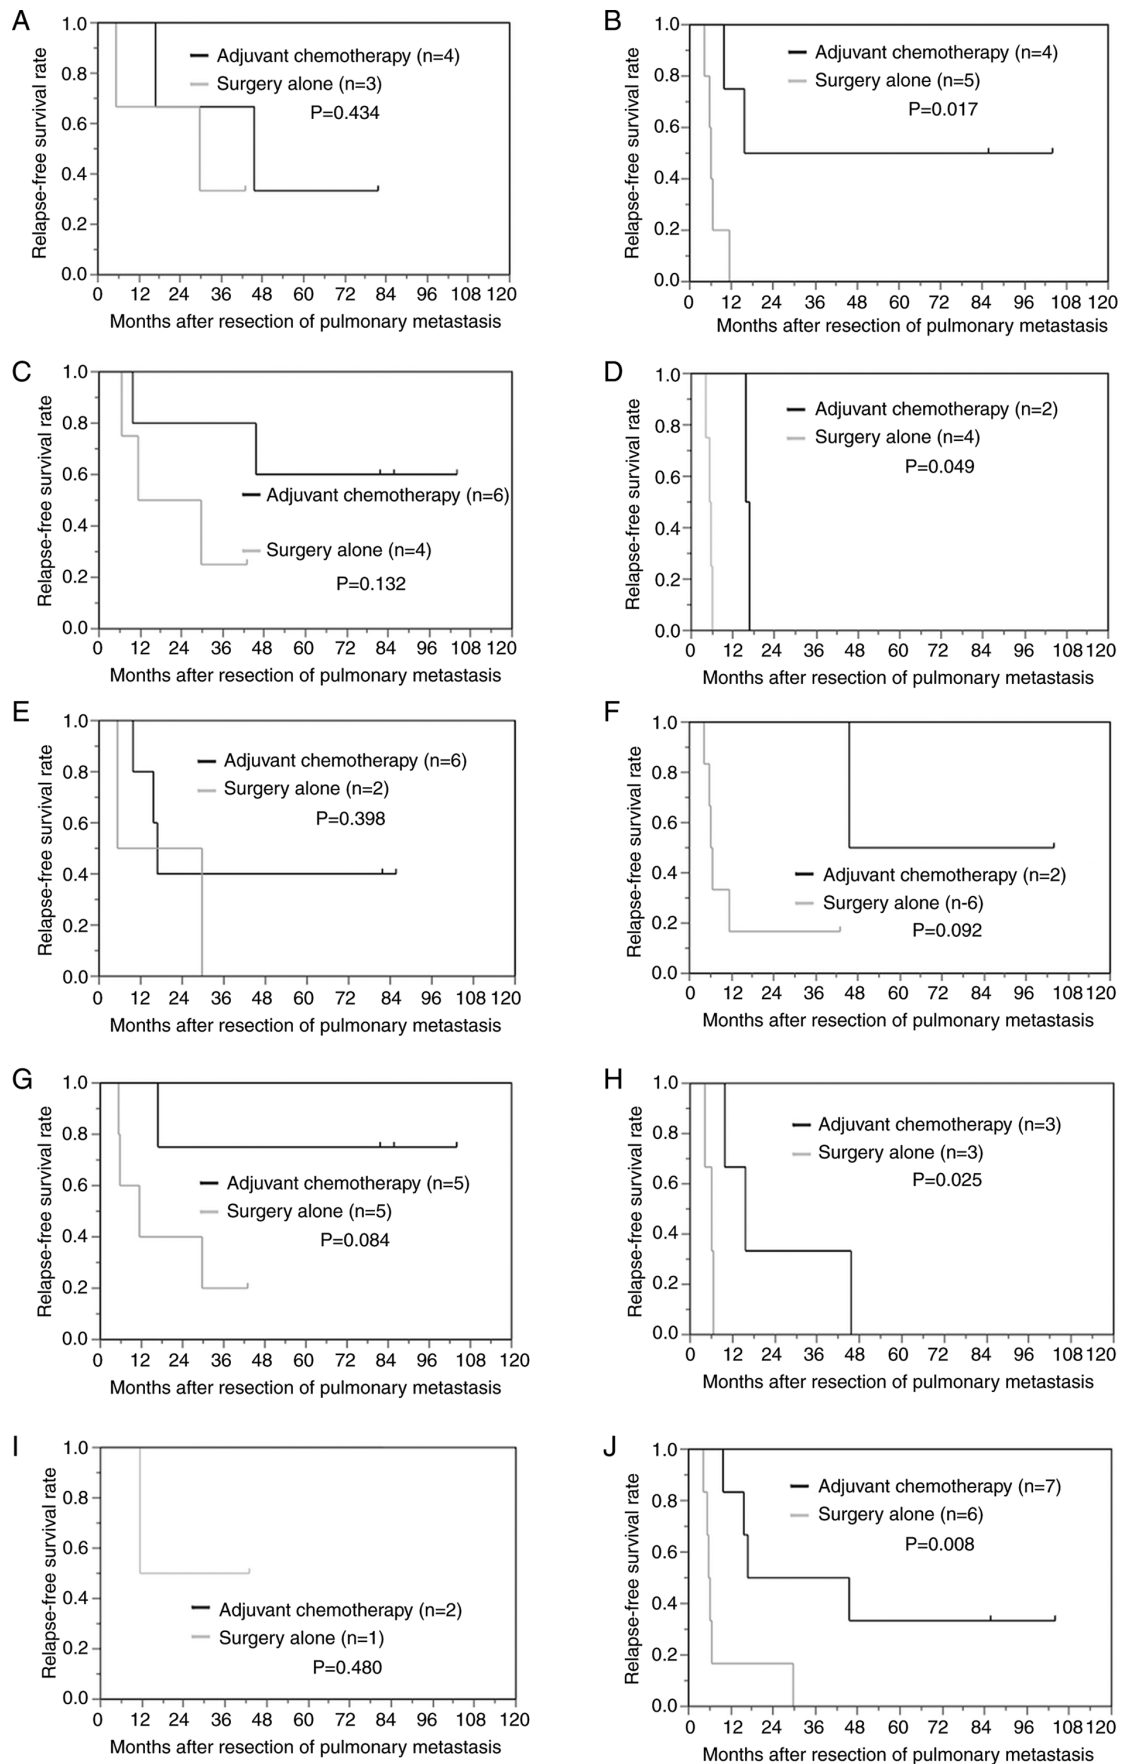 A
Relapse-free survival rate
1.0
0.8
0.6
0.4
0.2
0.0
Adjuvant chemotherapy (n=4)
Surgery alone (n=3)
P=0.434
0 12 24 36 48 60 72 84 96 108 120
Months after resection of pulmonary metastasis
B
Relapse-free survival rate
1.0
0.8
0.6
0.4
0.2
0.0
Adjuvant chemotherapy (n=4)
Surgery alone (n=5)
P=0.017
0 12 24 36 48 60 72 84 96 108 120
Months after resection of pulmonary metastasis
C
Relapse-free survival rate
1.0
0.8
0.6
0.4
0.2
0.0
Adjuvant chemotherapy (n=6)
Surgery alone (n=4)
P=0.132
0 12 24 36 48 60 72 84 96 108 120
Months after resection of pulmonary metastasis
D
Relapse-free survival rate
1.0
0.8
0.6
0.4
0.2
0.0
Adjuvant chemotherapy (n=2)
Surgery alone (n=4)
P=0.049
0 12 24 36 48 60 72 84 96 108 120
Months after resection of pulmonary metastasis
E
Relapse-free survival rate
1.0
0.8
0.6
0.4
0.2
0.0
Adjuvant chemotherapy (n=6)
Surgery alone (n=2)
P=0.398
0 12 24 36 48 60 72 84 96 108 120
Months after resection of pulmonary metastasis
F
Relapse-free survival rate
1.0
0.8
0.6
0.4
0.2
0.0
Adjuvant chemotherapy (n=2)
Surgery alone (n-6)
P=0.092
0 12 24 36 48 60 72 84 96 108 120
Months after resection of pulmonary metastasis
G
Relapse-free survival rate
1.0
0.8
0.6
0.4
0.2
0.0
Adjuvant chemotherapy (n=5)
Surgery alone (n=5)
P=0.084
0 12 24 36 48 60 72 84 96 108 120
Months after resection of pulmonary metastasis
H
Relapse-free survival rate
1.0
0.8
0.6
0.4
0.2
0.0
Adjuvant chemotherapy (n=3)
Surgery alone (n=3)
P=0.025
0 12 24 36 48 60 72 84 96 108 120
Months after resection of pulmonary metastasis
I
Relapse-free survival rate
1.0
0.8
0.6
0.4
0.2
0.0
Adjuvant chemotherapy (n=2)
Surgery alone (n=1)
P=0.480
0 12 24 36 48 60 72 84 96 108 120
Months after resection of pulmonary metastasis
J
Relapse-free survival rate
1.0
0.8
0.6
0.4
0.2
0.0
Adjuvant chemotherapy (n=7)
Surgery alone (n=6)
P=0.008
0 12 24 36 48 60 72 84 96 108 120
Months after resection of pulmonary metastasis